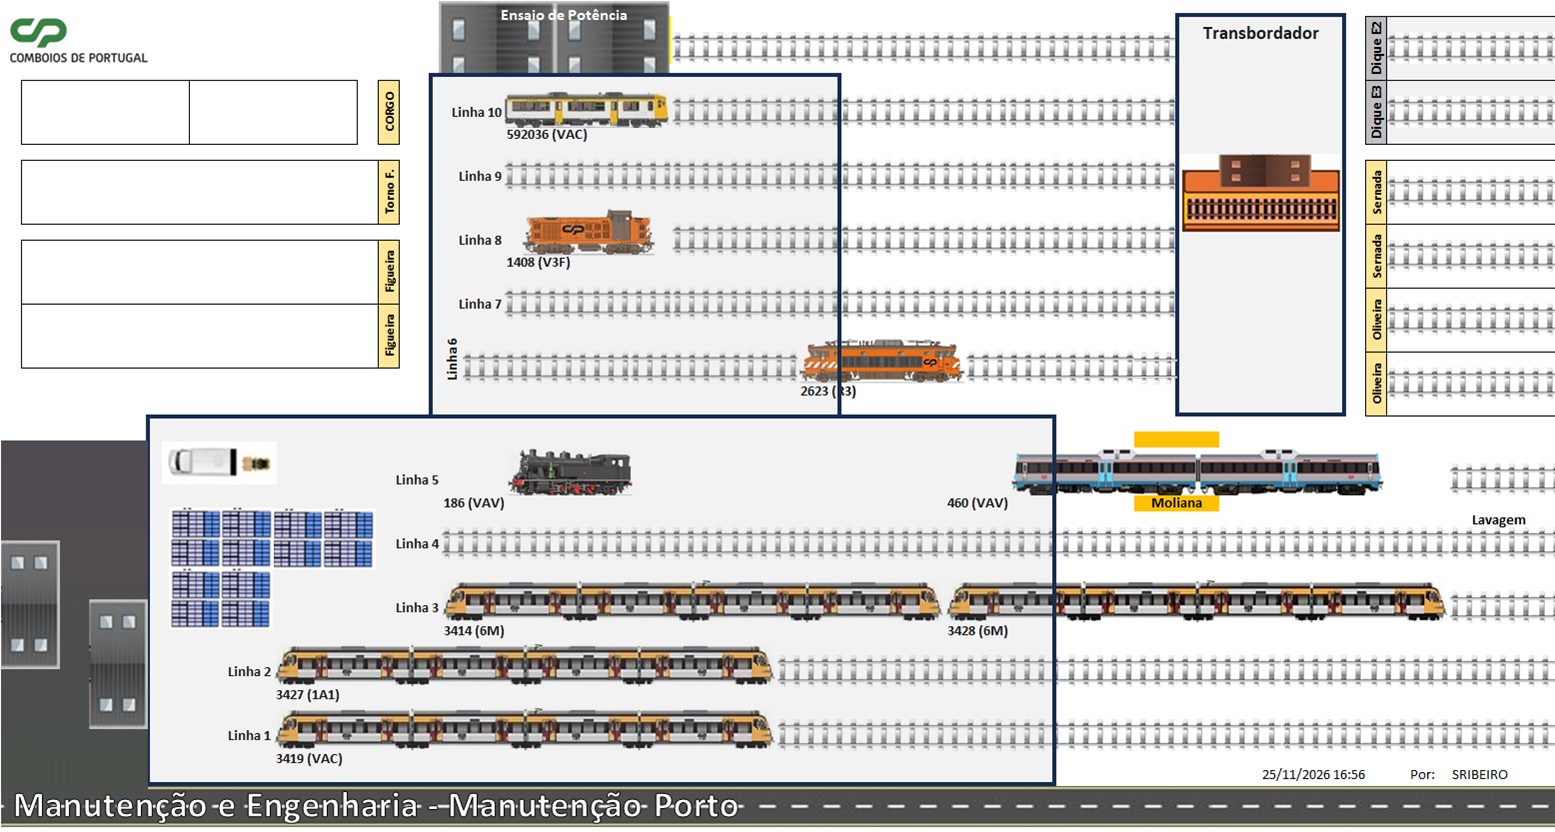 CP
COMBOIOS DE PORTUGAL
Ensaio de Potência
Transbordador
Dique E2
Dique E3
CORGO
Torno F.
Figueira
Figueira
Sernada
Sernada
Oliveira
Oliveira
Linha 10
592036 (VAC)
Linha 9
Linha 8
1408 (V3F)
Linha 7
Linha 6
2623 (R3)
Linha 5
186 (VAV)
460 (VAV)
Moliana
Lavagem
Linha 4
Linha 3
3414 (6M)
3428 (6M)
Linha 2
3427 (1A1)
Linha 1
3419 (VAC)
25/11/2026 16:56 Por: SRIBEIRO
Manutenção e Engenharia - Manutenção Porto